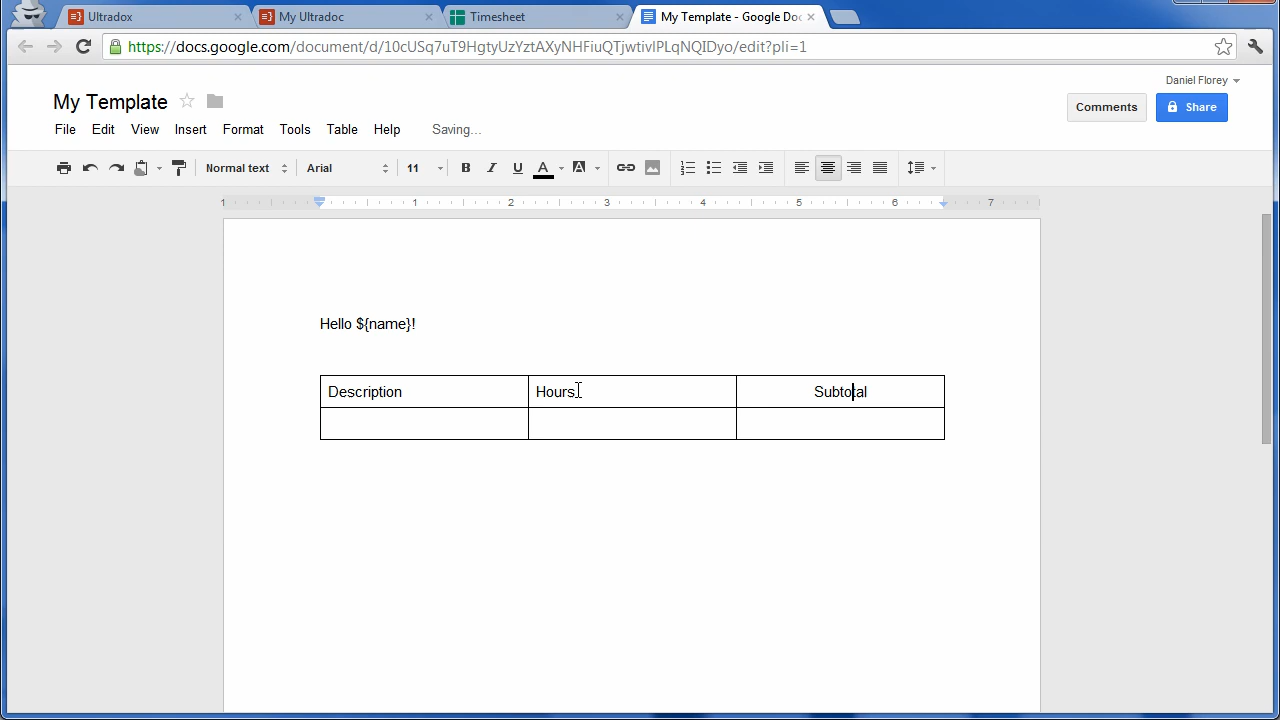 Ultradox
My Ultradoc
Timesheet
My Template - Google Doc
https://docs.google.com/document/d/10cUSq7uT9HgtyUzYztAXyNHFiuQTjwtivIPLqNQIDyo/edit?pli=1
Daniel Florey
My Template
Comments
Share
File Edit View Insert Format Tools Table Help Saving...
Normal text Arial 11 B I U A A
1 1 2 3 4 5 6 7
Hello ${name}!
Description Hours Subtotal